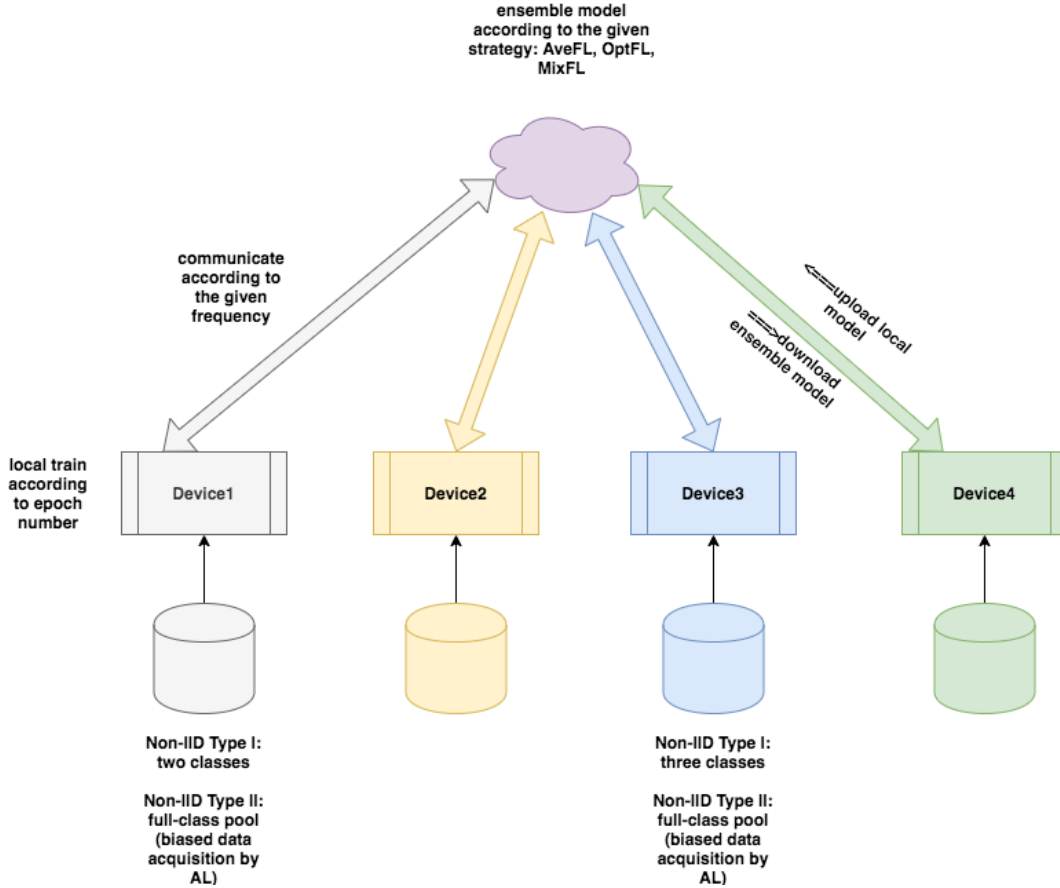 ensemble model
according to the given
strategy: AveFL, OptFL,
MixFL
communicate
according to
the given
frequency
<===upload local
model
===>download
ensemble model
local train
according
to epoch
number
Device1
Device2
Device3
Device4
Non-IID Type I:
two classes
Non-IID Type II:
full-class pool
(biased data
acquisition by
AL)
Non-IID Type I:
three classes
Non-IID Type II:
full-class pool
(biased data
acquisition by
AL)